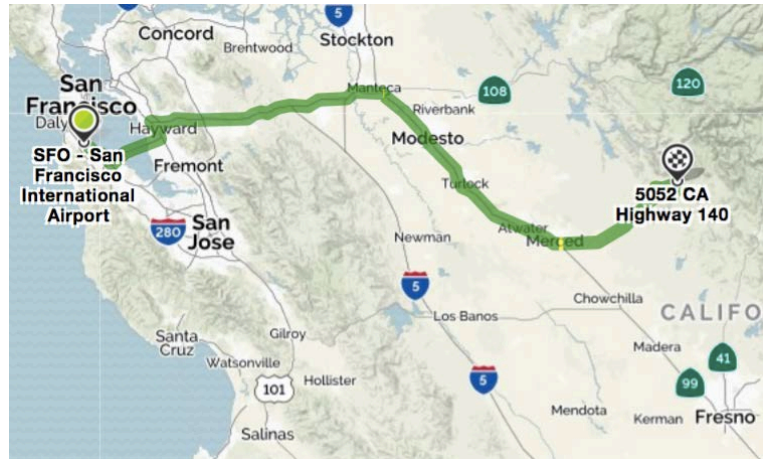 Concord
5
Brentwood
Stockton
San
Francisco
Daly
Manteca
108
120
Hayward
Riverbank
SFO - San
Francisco
International
Airport
Fremont
Modesto
Turlock
5052 CA
Highway 140
280
San
Jose
Newman
Atwater
Merced
5
Chowchilla
Los Banos
CALIFO
Santa
Cruz
Gilroy
Watsonville
Madera
41
101
Hollister
5
99
Mendota
Kerman
Fresno
Salinas